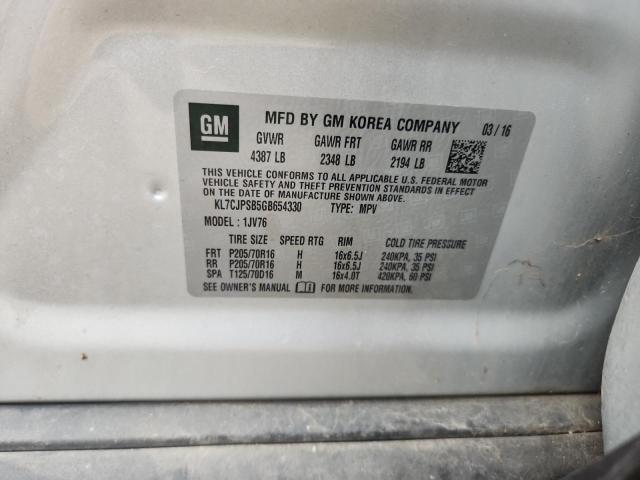 GM
MFD BY GM KOREA COMPANY 03/16
GVWR GAWR FRT GAWR RR
4387 LB 2348 LB 2194 LB
THIS VEHICLE CONFORMS TO ALL APPLICABLE U.S. FEDERAL MOTOR
VEHICLE SAFETY AND THEFT PREVENTION STANDARDS IN EFFECT
ON THE DATE OF MANUFACTURE SHOWN ABOVE.
KL7CJPSB5GB654330 TYPE: MPV
MODEL: 1JV76
TIRE SIZE SPEED RTG RIM COLD TIRE PRESSURE
FRT P205/70R16 H 16x6.5J 240KPA, 35 PSI
RR P205/70R16 H 16x6.5J 240KPA, 35 PSI
SPA T125/70D16 M 16x4.0T 420KPA, 60 PSI
SEE OWNER'S MANUAL FOR MORE INFORMATION.